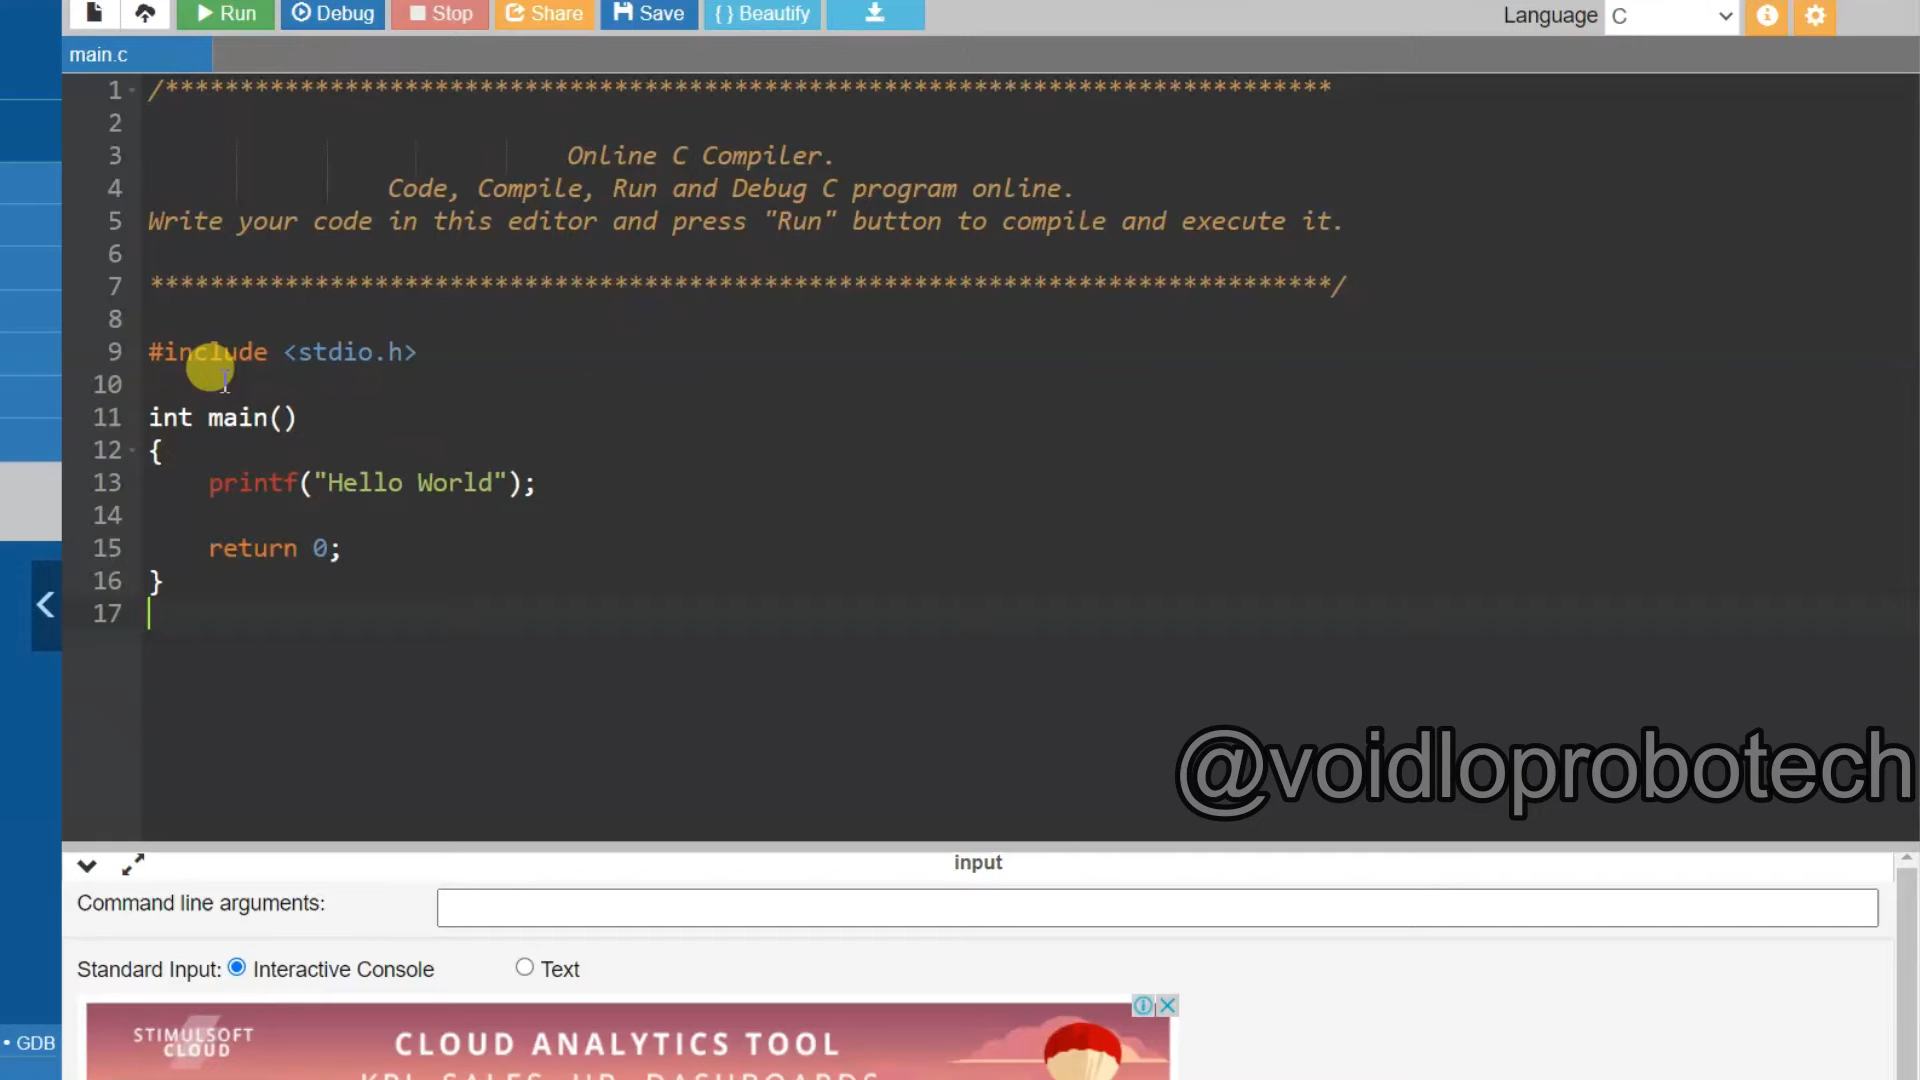 Run Debug Stop Share Save { } Beautify Language C
main.c
1 /******************************************************************************
2
3 Online C Compiler.
4 Code, Compile, Run and Debug C program online.
5 Write your code in this editor and press "Run" button to compile and execute it.
6
7 *******************************************************************************/
8
9 #include <stdio.h>
10
11 int main()
12 {
13 printf("Hello World");
14
15 return 0;
16 }
17
@voidloprobotech
input
Command line arguments:
Standard Input: Interactive Console Text
STIMULSOFT
CLOUD
CLOUD ANALYTICS TOOL
• GDB